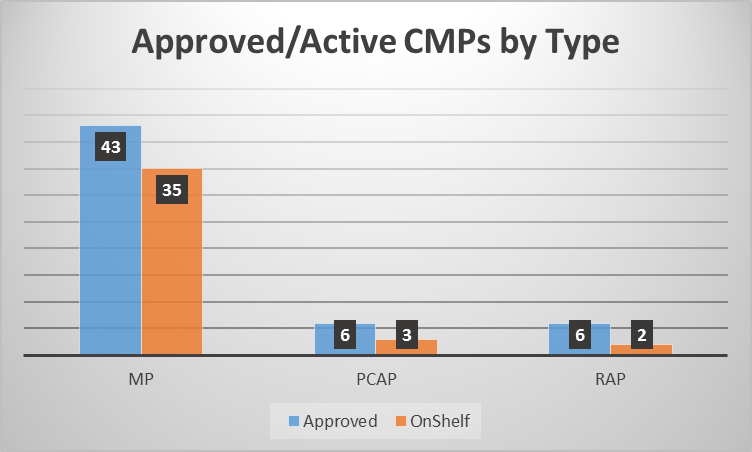 Approved/Active CMPs by Type
43
35
6
3
6
2
MP PCAP RAP
Approved OnShelf